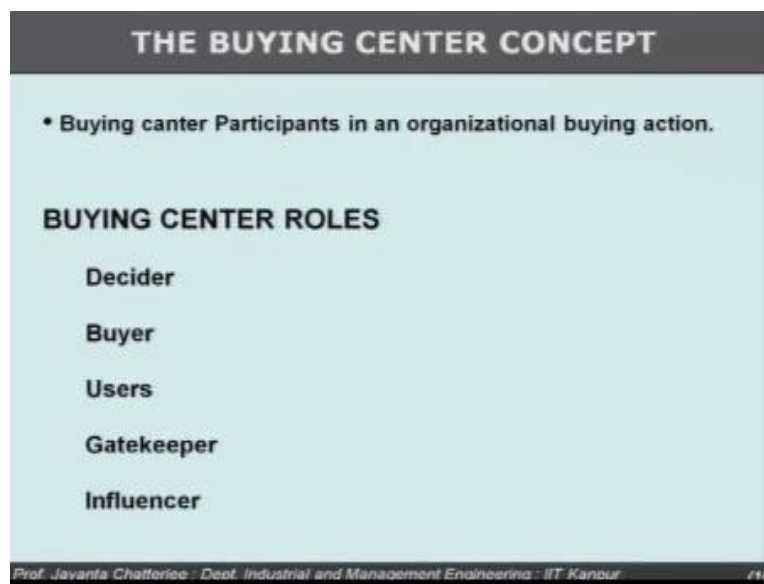 THE BUYING CENTER CONCEPT
• Buying canter Participants in an organizational buying action.
BUYING CENTER ROLES
Decider
Buyer
Users
Gatekeeper
Influencer
Prof. Jayanta Chatterjee : Dept. Industrial and Management Engineering : IIT Kanpur